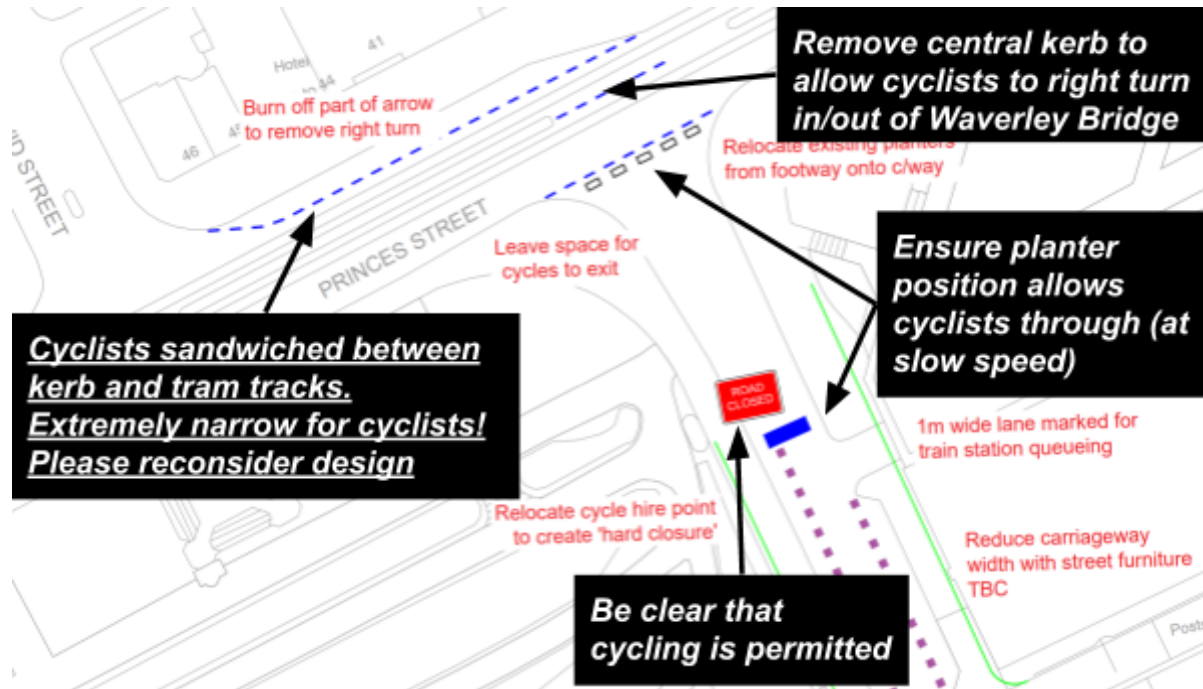 Remove central kerb to
allow cyclists to right turn
in/out of Waverley Bridge
41
Hotel
44
46
Burn off part of arrow
to remove right turn
STREET
Relocate existing planters
from footway onto c/way
PRINCES STREET
Leave space for
cycles to exit
Ensure planter
position allows
cyclists through (at
slow speed)
Cyclists sandwiched between
kerb and tram tracks.
Extremely narrow for cyclists!
Please reconsider design
ROAD
CLOSED
1m wide lane marked for
train station queueing
Relocate cycle hire point
to create 'hard closure'
Reduce carriageway
width with street furniture
TBC
Be clear that
cycling is permitted